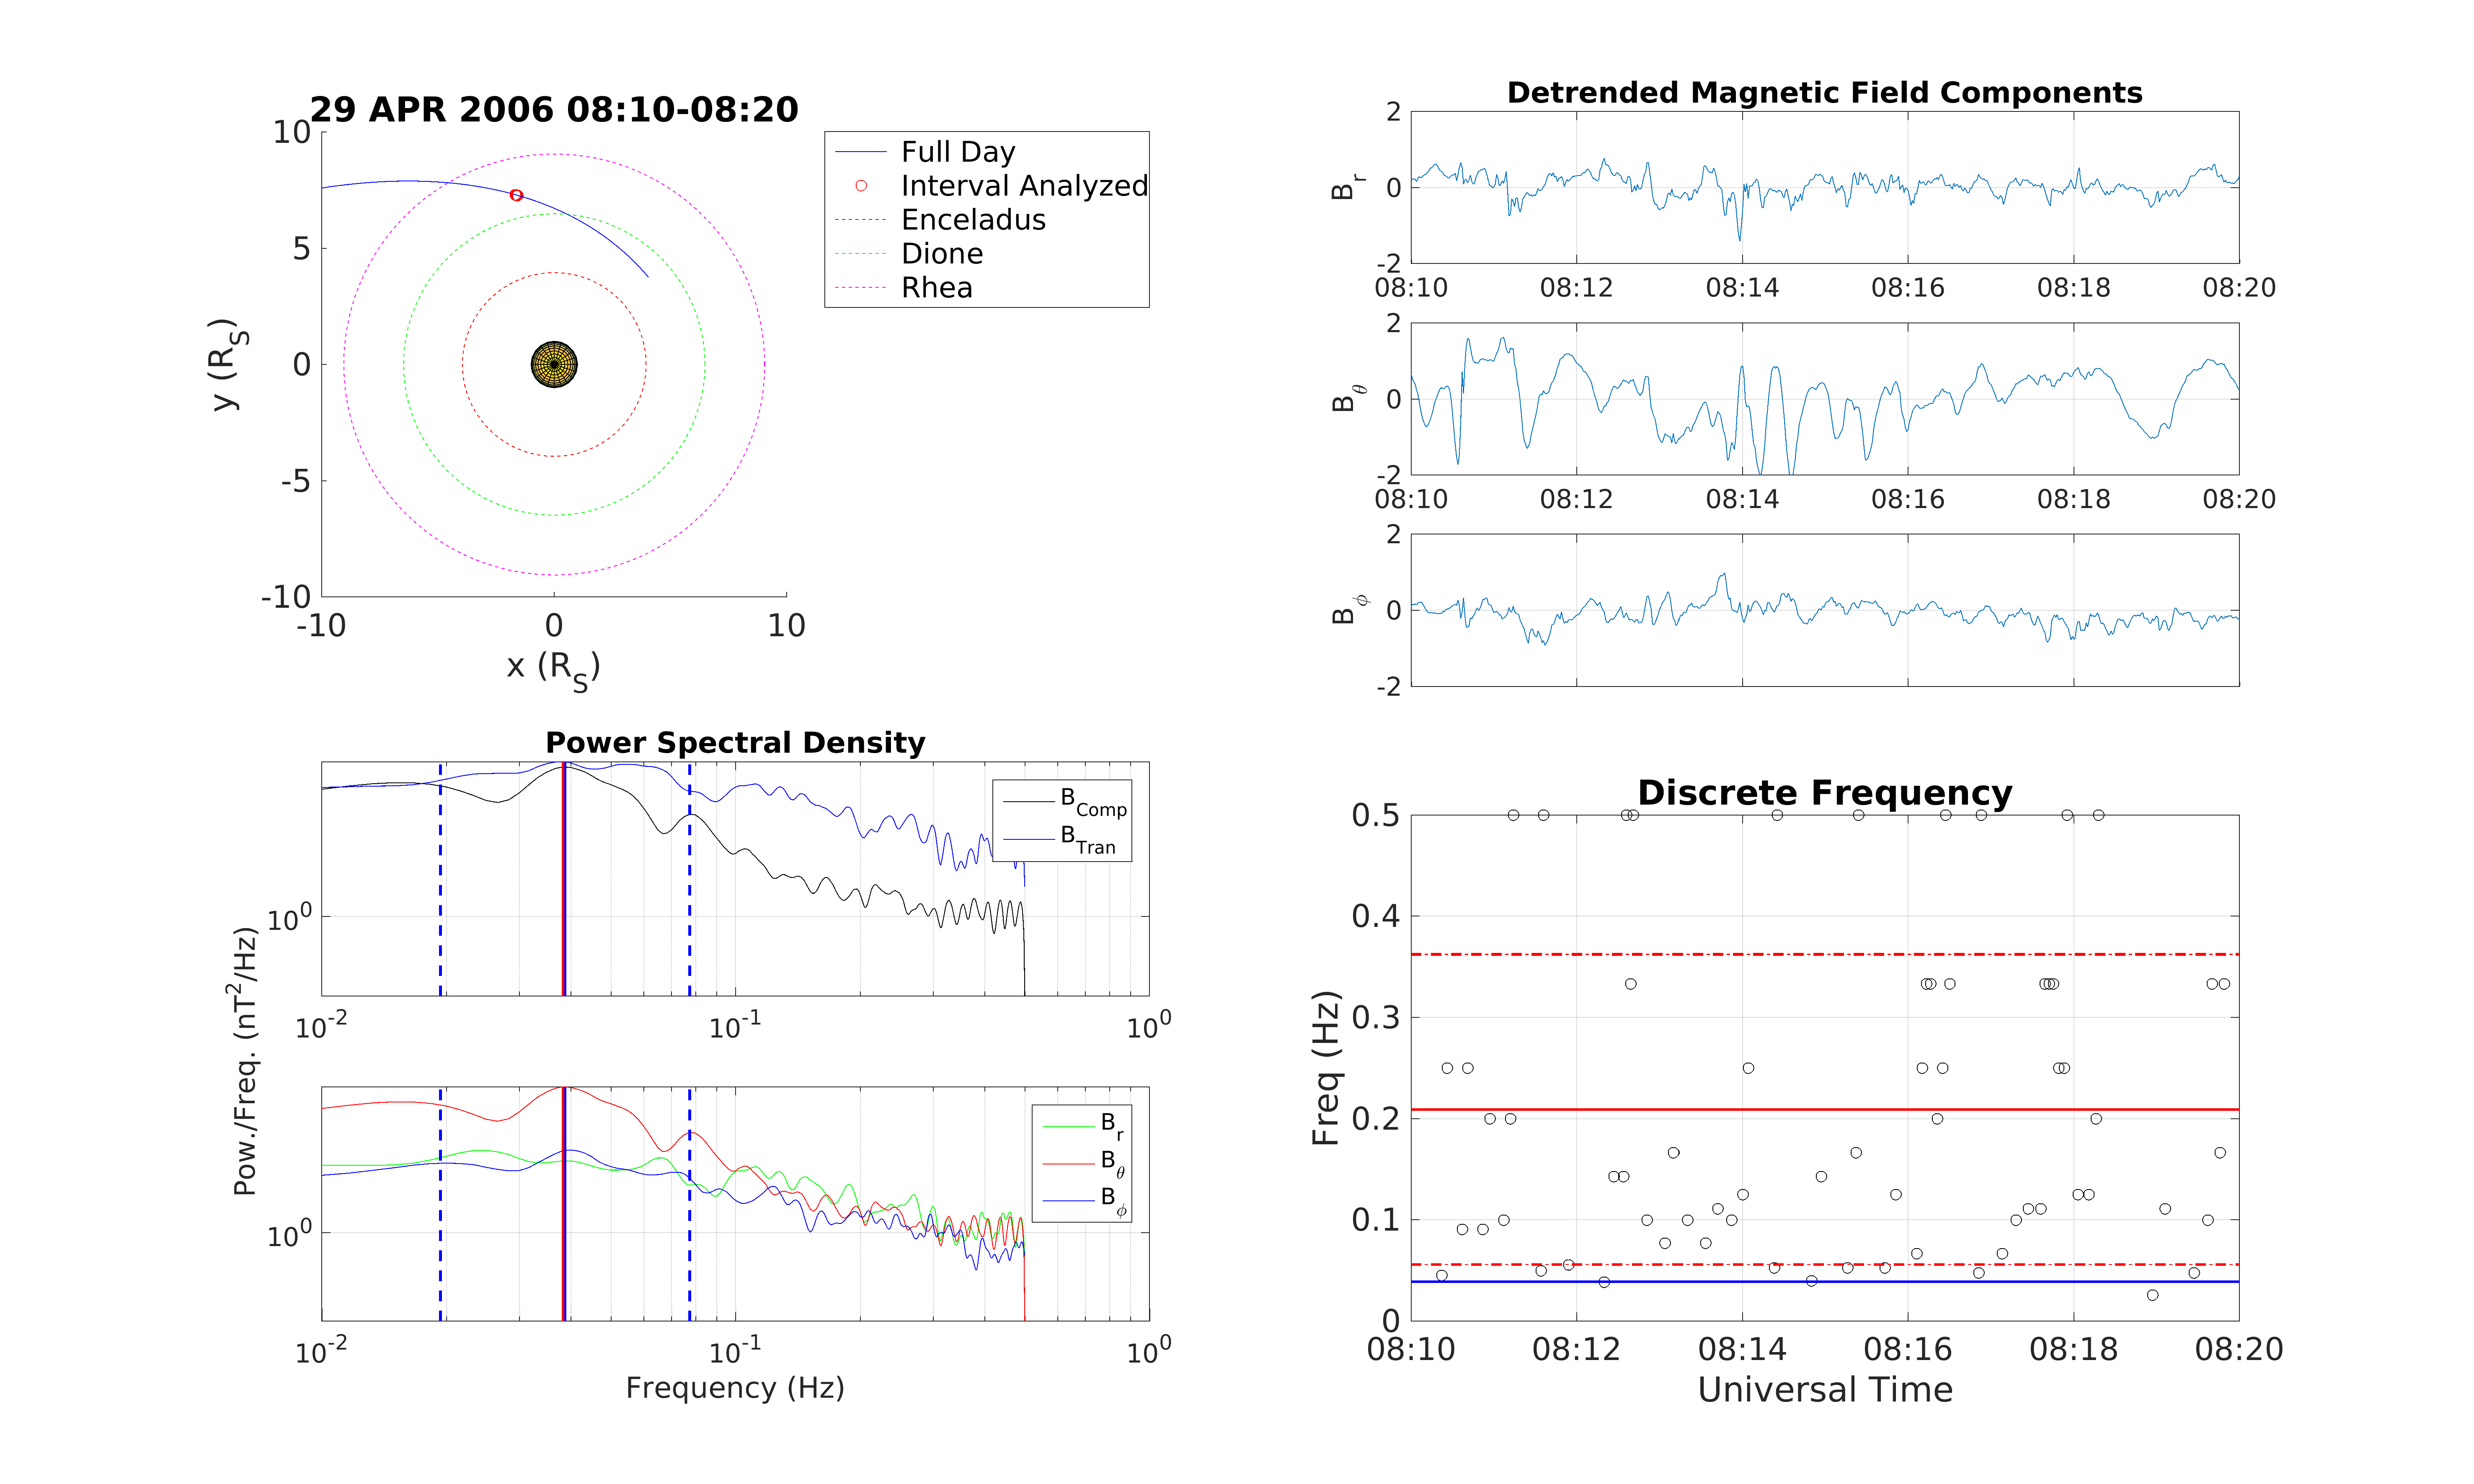 29 APR 2006 08:10-08:20
10
5
0
-5
-10
-10 0 10
y (R_S)
x (R_S)
Full Day
Interval Analyzed
Enceladus
Dione
Rhea
Detrended Magnetic Field Components
2
0
-2
B_r
08:10 08:12 08:14 08:16 08:18 08:20
2
0
-2
B_θ
08:10 08:12 08:14 08:16 08:18 08:20
2
0
-2
B_ϕ
Power Spectral Density
B_Comp
B_Tran
10^0
10^-2 10^-1 10^0
Pow./Freq. (nT^2/Hz)
B_r
B_θ
B_ϕ
10^0
10^-2 10^-1 10^0
Frequency (Hz)
Discrete Frequency
0.5
0.4
0.3
0.2
0.1
0
Freq (Hz)
08:10 08:12 08:14 08:16 08:18 08:20
Universal Time